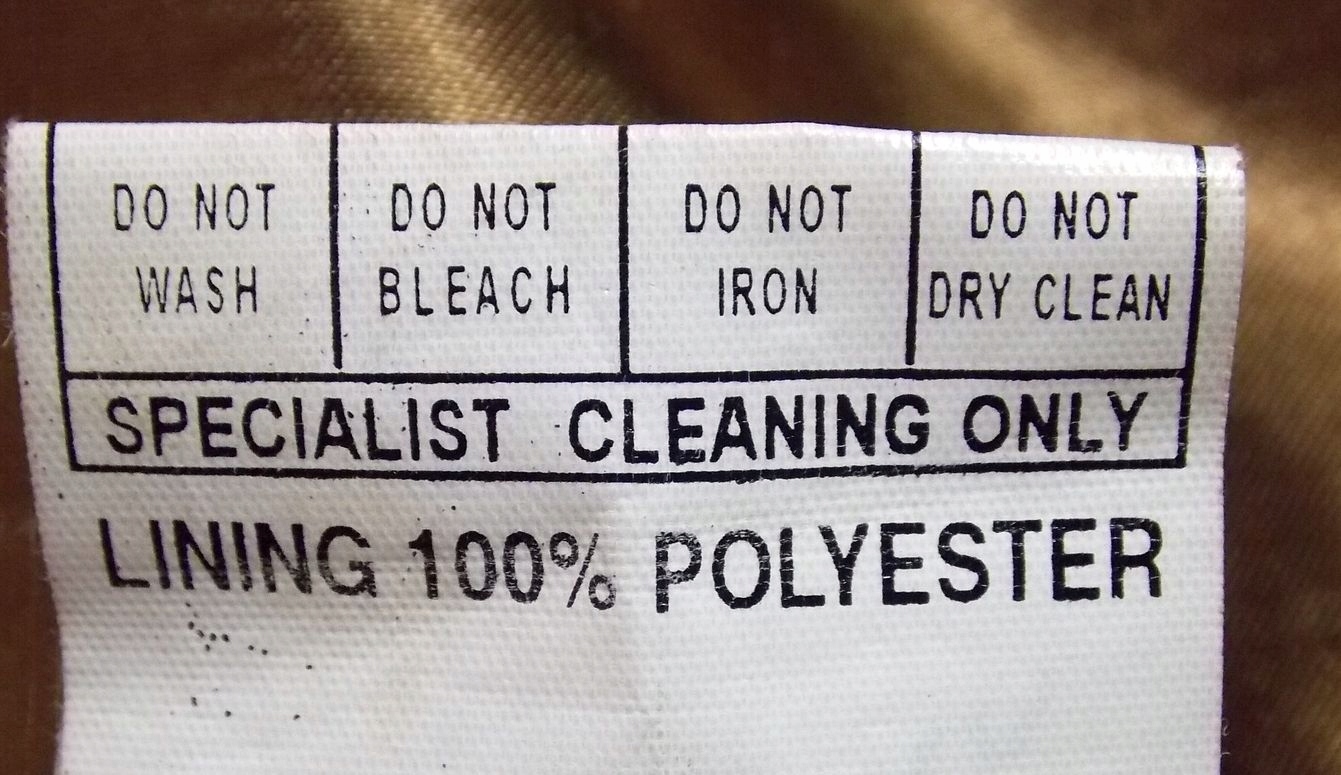 DO NOT WASH
DO NOT BLEACH
DO NOT IRON
DO NOT DRY CLEAN
SPECIALIST CLEANING ONLY
LINING 100% POLYESTER